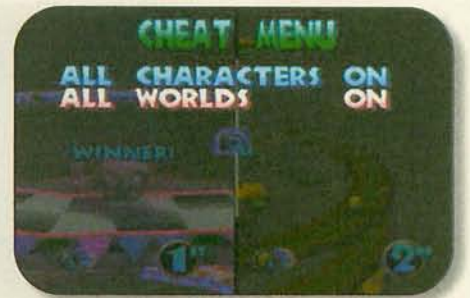 CHEAT MENU
ALL CHARACTERS ON
ALL WORLDS ON
WINNER!
1ST
2ND